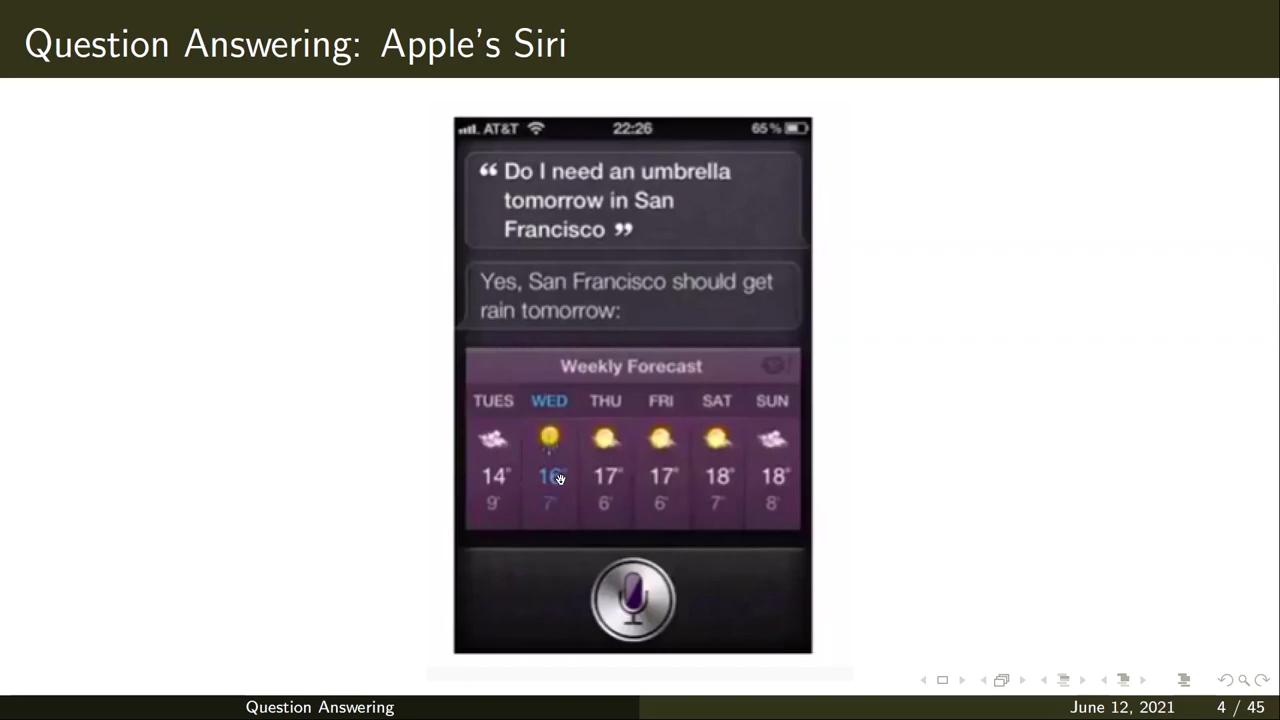 Question Answering: Apple's Siri
AT&T 22:26 65%
“ Do I need an umbrella
tomorrow in San
Francisco ”
Yes, San Francisco should get
rain tomorrow:
Weekly Forecast
TUES WED THU FRI SAT SUN
14° 16° 17° 17° 18° 18°
9° 7° 6° 6° 7° 8°
Question Answering June 12, 2021 4 / 45